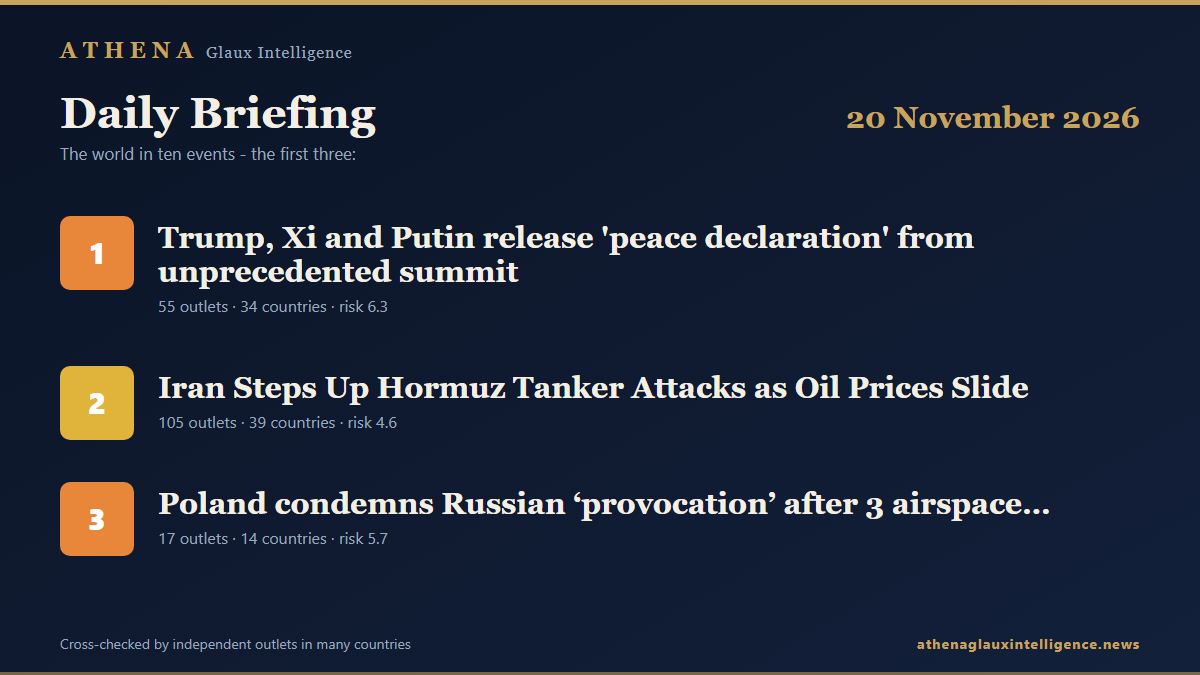 ATHENA Glaux Intelligence
Daily Briefing
20 November 2026
The world in ten events - the first three:
1
Trump, Xi and Putin release 'peace declaration' from
unprecedented summit
55 outlets · 34 countries · risk 6.3
2
Iran Steps Up Hormuz Tanker Attacks as Oil Prices Slide
105 outlets · 39 countries · risk 4.6
3
Poland condemns Russian ‘provocation’ after 3 airspace...
17 outlets · 14 countries · risk 5.7
Cross-checked by independent outlets in many countries
athenaglauxintelligence.news